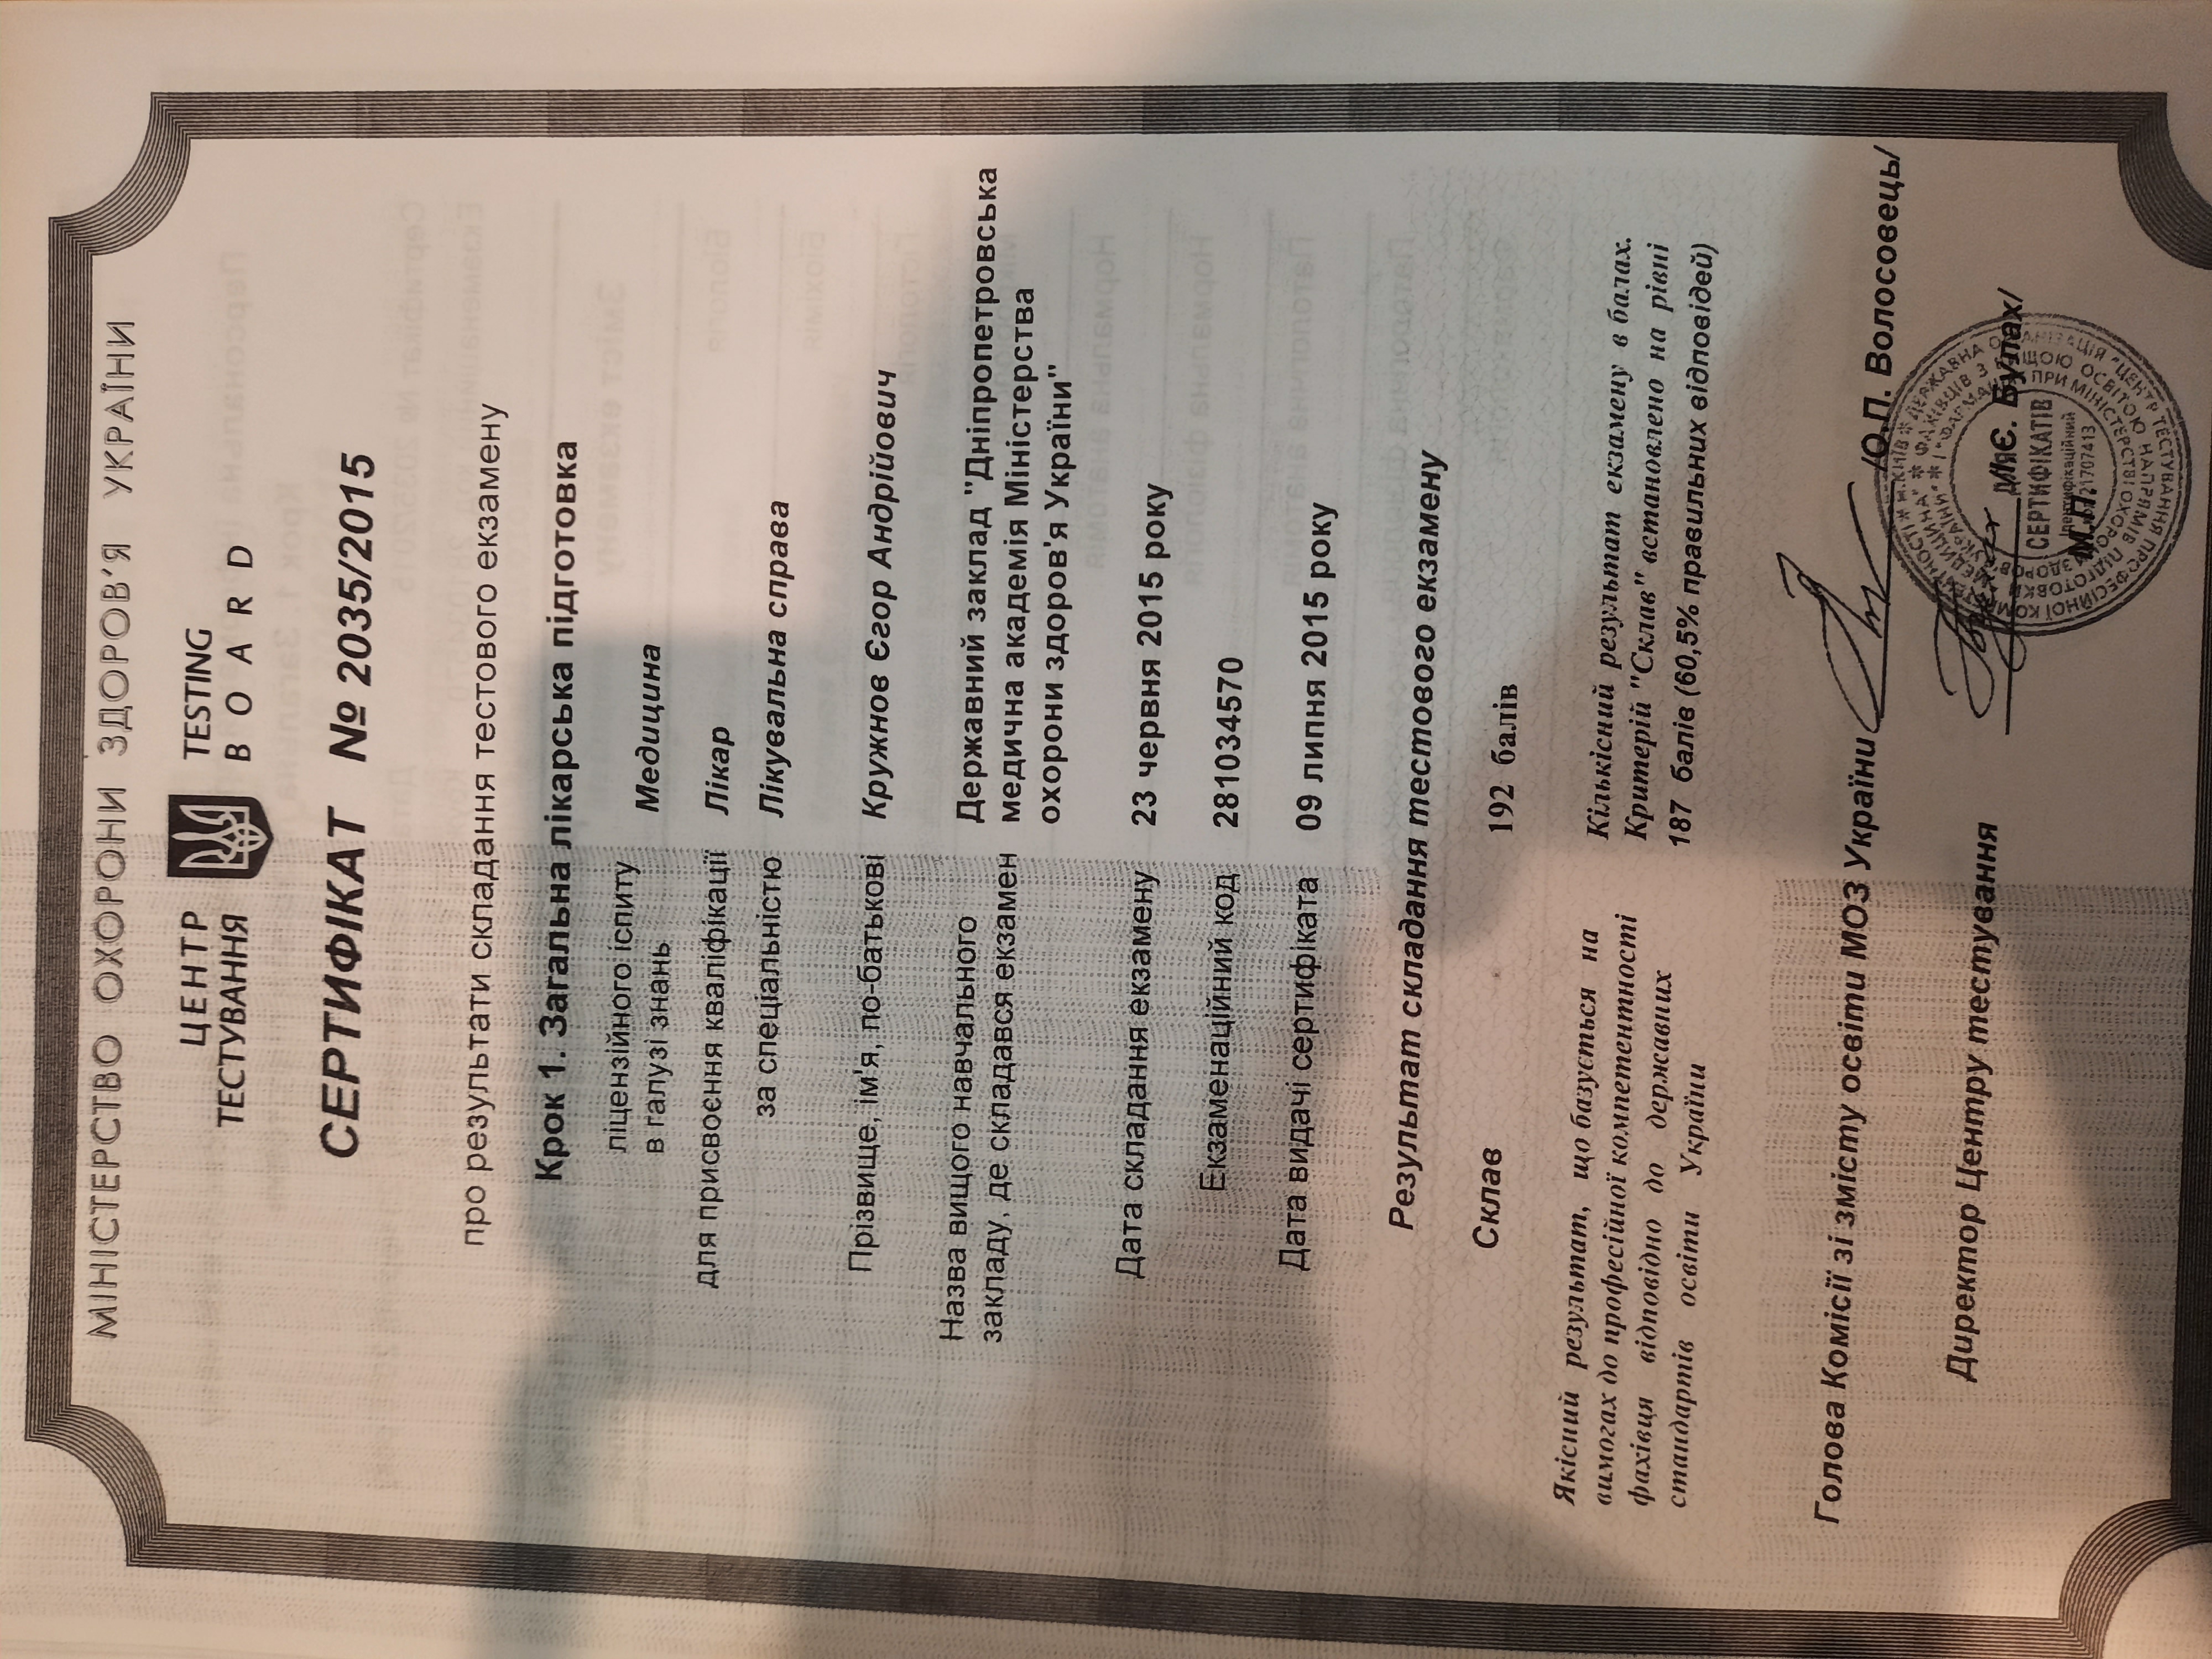 МІНІСТЕРСТВО ОХОРОНИ ЗДОРОВ'Я УКРАЇНИ
ЦЕНТР ТЕСТУВАННЯ
TESTING BOARD
СЕРТИФІКАТ № 2035/2015
про результати складання тестового екзамену
Крок 1. Загальна лікарська підготовка
ліцензійного іспиту
в галузі знань Медицина
для присвоєння кваліфікації Лікар
за спеціальністю Лікувальна справа
Прізвище, ім'я, по-батькові Кружнов Єгор Андрійович
Назва вищого навчального
закладу, де складався екзамен
Державний заклад "Дніпропетровська
медична академія Міністерства
охорони здоров'я України"
Дата складання екзамену 23 червня 2015 року
Екзаменаційний код 281034570
Дата видачі сертифіката 09 липня 2015 року
Результат складання тестового екзамену
Склав 192 балів
Якісний результат, що базується на
вимогах до професійної компетентності
фахівця відповідно до державних
стандартів освіти України
Кількісний результат екзамену в балах.
Критерій "Склав" встановлено на рівні
187 балів (60,5% правильних відповідей)
Голова Комісії зі змісту освіти МОЗ України /О.П. Волосовець/
Директор Центру тестування /І.Є. Булах/
М.П.
ДЛЯ
СЕРТИФІКАТІВ
Ідентифікаційний
код 21707413